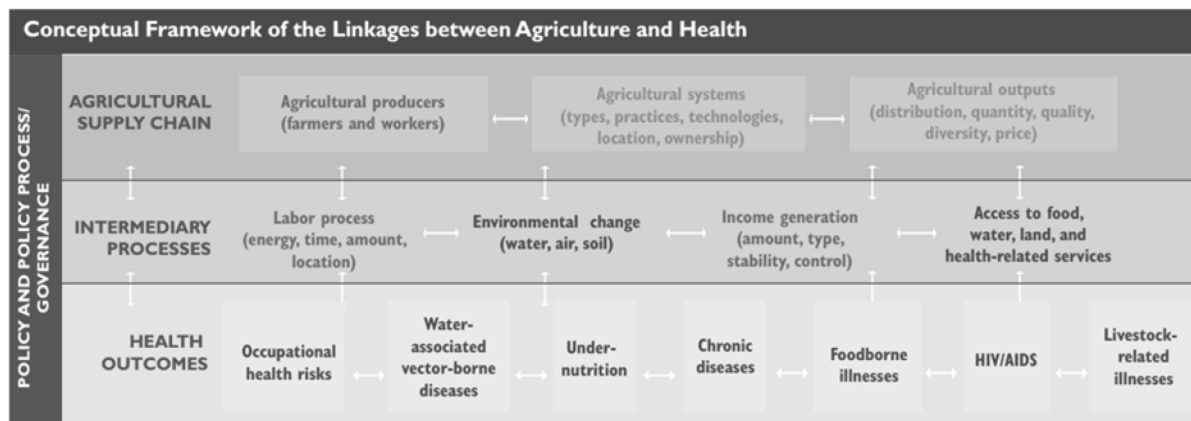 Conceptual Framework of the Linkages between Agriculture and Health
POLICY AND POLICY PROCESS/
GOVERNANCE
AGRICULTURAL
SUPPLY CHAIN
Agricultural producers
(farmers and workers)
Agricultural systems
(types, practices, technologies,
location, ownership)
Agricultural outputs
(distribution, quantity, quality,
diversity, price)
INTERMEDIARY
PROCESSES
Labor process
(energy, time, amount,
location)
Environmental change
(water, air, soil)
Income generation
(amount, type,
stability, control)
Access to food,
water, land, and
health-related services
HEALTH
OUTCOMES
Occupational
health risks
Water-
associated
vector-borne
diseases
Under-
nutrition
Chronic
diseases
Foodborne
illnesses
HIV/AIDS
Livestock-
related
illnesses